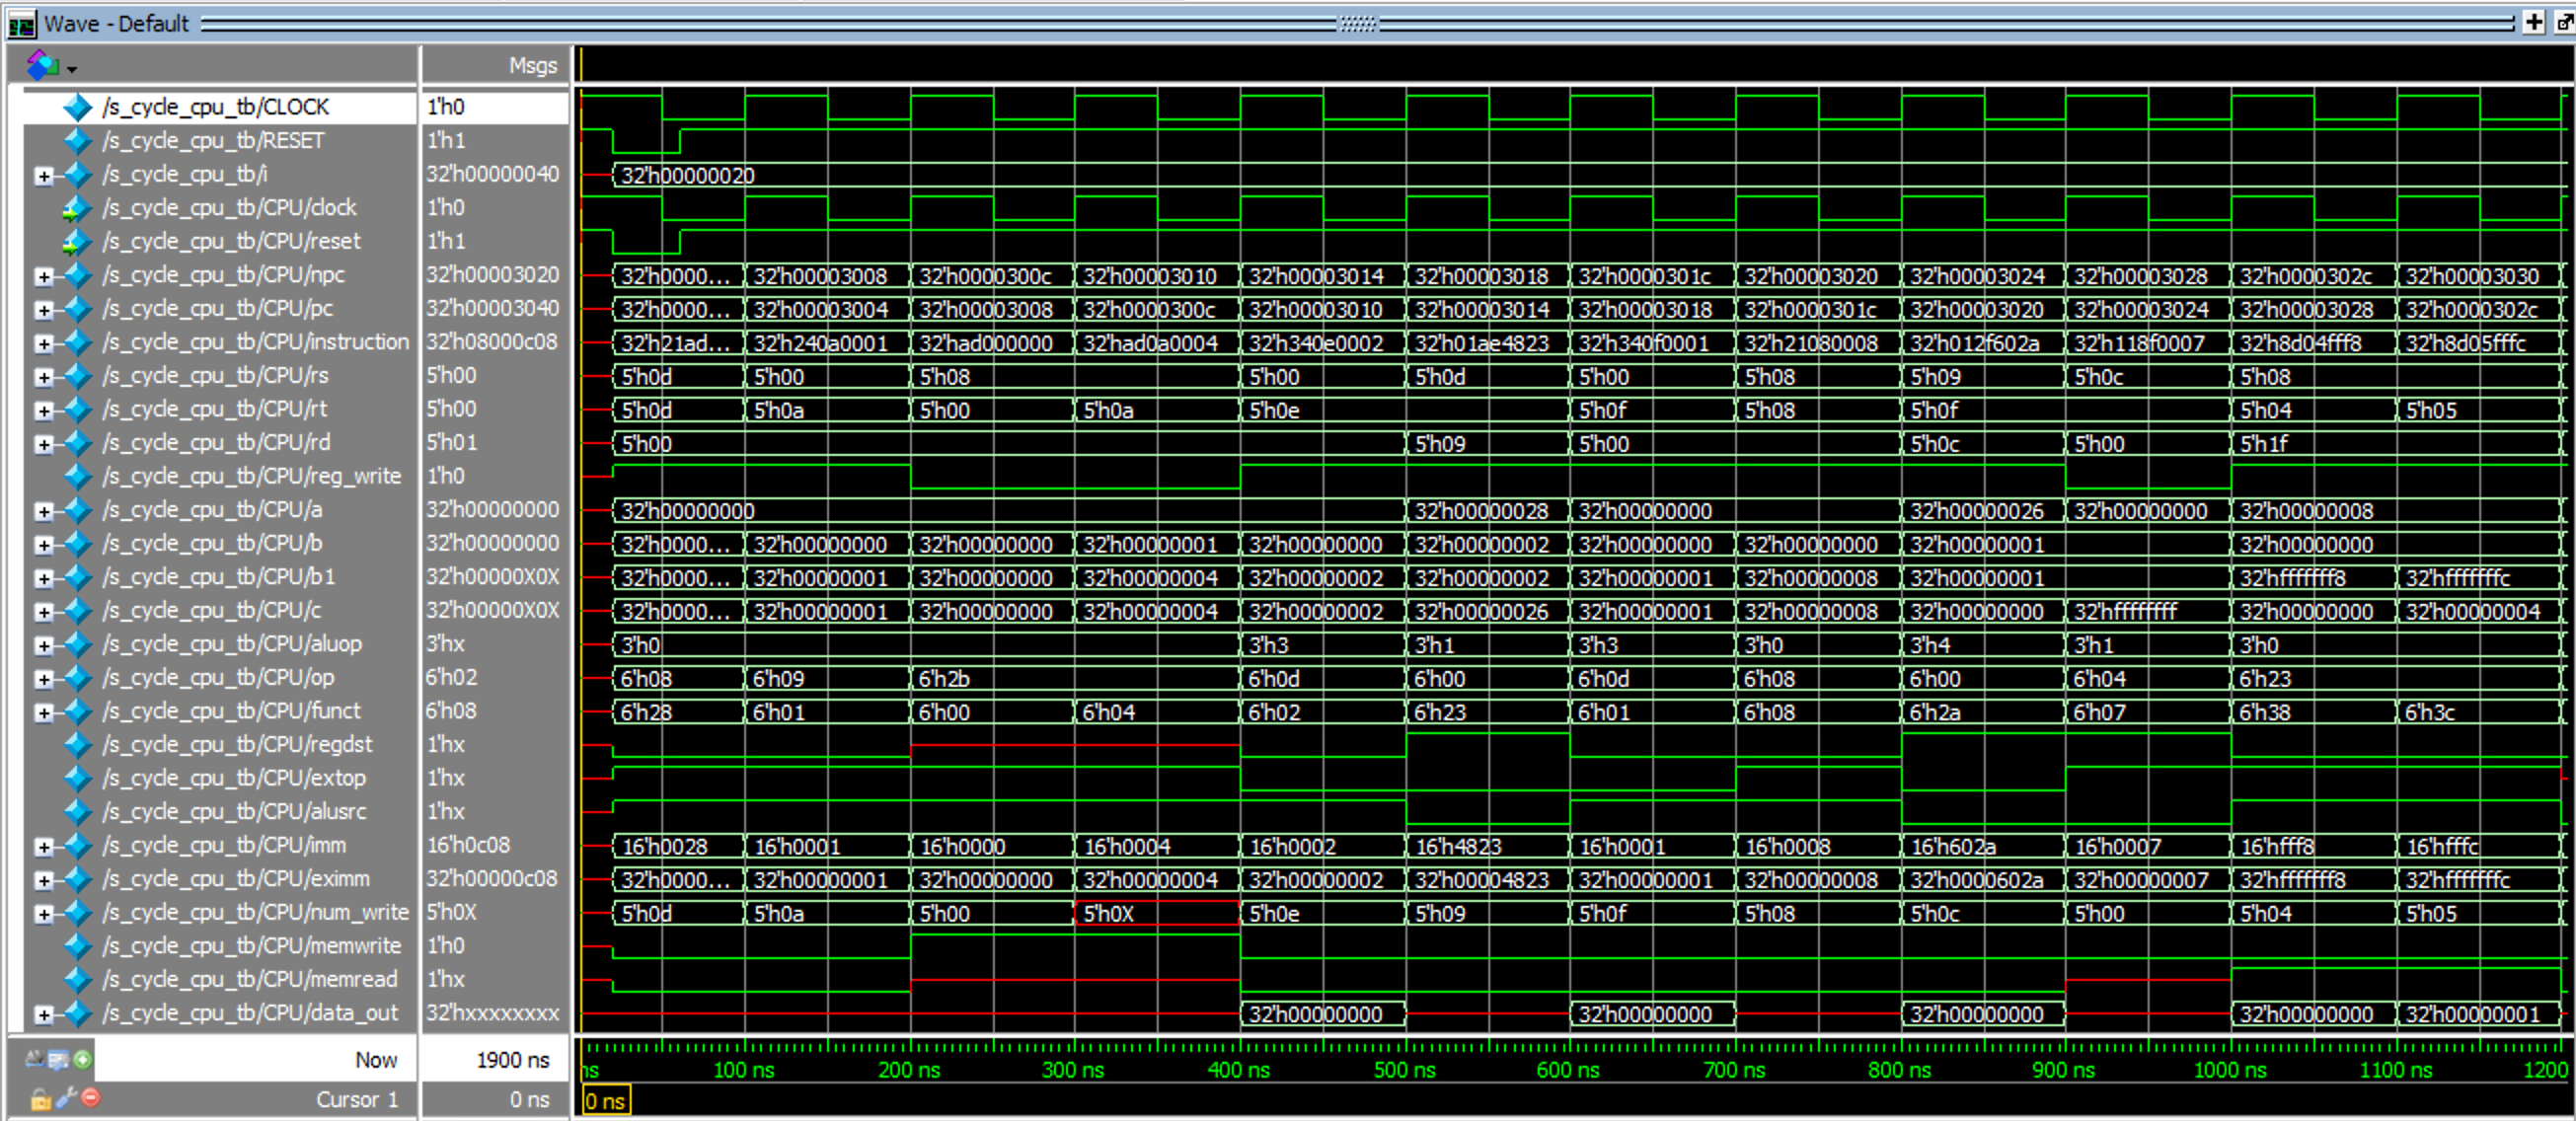 Wave - Default
Msgs
/s_cycle_cpu_tb/CLOCK 1'h0
/s_cycle_cpu_tb/RESET 1'h1
/s_cycle_cpu_tb/i 32'h00000040 32'h00000020
/s_cycle_cpu_tb/CPU/clock 1'h0
/s_cycle_cpu_tb/CPU/reset 1'h1
/s_cycle_cpu_tb/CPU/npc 32'h00003020 32'h0000... 32'h00003008 32'h0000300c 32'h00003010 32'h00003014 32'h00003018 32'h0000301c 32'h00003020 32'h00003024 32'h00003028 32'h0000302c 32'h00003030
/s_cycle_cpu_tb/CPU/pc 32'h00003040 32'h0000... 32'h00003004 32'h00003008 32'h0000300c 32'h00003010 32'h00003014 32'h00003018 32'h0000301c 32'h00003020 32'h00003024 32'h00003028 32'h0000302c
/s_cycle_cpu_tb/CPU/instruction 32'h08000c08 32'h21ad... 32'h240a0001 32'had000000 32'had0a0004 32'h340e0002 32'h01ae4823 32'h340f0001 32'h21080008 32'h012f602a 32'h118f0007 32'h8d04fff8 32'h8d05fffc
/s_cycle_cpu_tb/CPU/rs 5'h00 5'h0d 5'h00 5'h08 5'h00 5'h0d 5'h00 5'h08 5'h09 5'h0c 5'h08
/s_cycle_cpu_tb/CPU/rt 5'h00 5'h0d 5'h0a 5'h00 5'h0a 5'h0e 5'h0f 5'h08 5'h0f 5'h04 5'h05
/s_cycle_cpu_tb/CPU/rd 5'h01 5'h00 5'h09 5'h00 5'h0c 5'h00 5'h1f
/s_cycle_cpu_tb/CPU/reg_write 1'h0
/s_cycle_cpu_tb/CPU/a 32'h00000000 32'h00000000 32'h00000028 32'h00000000 32'h00000026 32'h00000000 32'h00000008
/s_cycle_cpu_tb/CPU/b 32'h00000000 32'h0000... 32'h00000000 32'h00000000 32'h00000001 32'h00000000 32'h00000002 32'h00000000 32'h00000000 32'h00000001 32'h00000000
/s_cycle_cpu_tb/CPU/b1 32'h00000X0X 32'h0000... 32'h00000001 32'h00000000 32'h00000004 32'h00000002 32'h00000002 32'h00000001 32'h00000008 32'h00000001 32'hfffffff8 32'hfffffffc
/s_cycle_cpu_tb/CPU/c 32'h00000X0X 32'h0000... 32'h00000001 32'h00000000 32'h00000004 32'h00000002 32'h00000026 32'h00000001 32'h00000008 32'h00000000 32'hffffffff 32'h00000000 32'h00000004
/s_cycle_cpu_tb/CPU/aluop 3'hx 3'h0 3'h3 3'h1 3'h3 3'h0 3'h4 3'h1 3'h0
/s_cycle_cpu_tb/CPU/op 6'h02 6'h08 6'h09 6'h2b 6'h0d 6'h00 6'h0d 6'h08 6'h00 6'h04 6'h23
/s_cycle_cpu_tb/CPU/funct 6'h08 6'h28 6'h01 6'h00 6'h04 6'h02 6'h23 6'h01 6'h08 6'h2a 6'h07 6'h38 6'h3c
/s_cycle_cpu_tb/CPU/regdst 1'hx
/s_cycle_cpu_tb/CPU/extop 1'hx
/s_cycle_cpu_tb/CPU/alusrc 1'hx
/s_cycle_cpu_tb/CPU/imm 16'h0c08 16'h0028 16'h0001 16'h0000 16'h0004 16'h0002 16'h4823 16'h0001 16'h0008 16'h602a 16'h0007 16'hfff8 16'hfffc
/s_cycle_cpu_tb/CPU/eximm 32'h00000c08 32'h0000... 32'h00000001 32'h00000000 32'h00000004 32'h00000002 32'h00004823 32'h00000001 32'h00000008 32'h0000602a 32'h00000007 32'hfffffff8 32'hfffffffc
/s_cycle_cpu_tb/CPU/num_write 5'h0X 5'h0d 5'h0a 5'h00 5'h0X 5'h0e 5'h09 5'h0f 5'h08 5'h0c 5'h00 5'h04 5'h05
/s_cycle_cpu_tb/CPU/memwrite 1'h0
/s_cycle_cpu_tb/CPU/memread 1'hx
/s_cycle_cpu_tb/CPU/data_out 32'hxxxxxxxx 32'h00000000 32'h00000000 32'h00000000 32'h00000000 32'h00000001
Now 1900 ns ns 100 ns 200 ns 300 ns 400 ns 500 ns 600 ns 700 ns 800 ns 900 ns 1000 ns 1100 ns 1200
Cursor 1 0 ns 0 ns